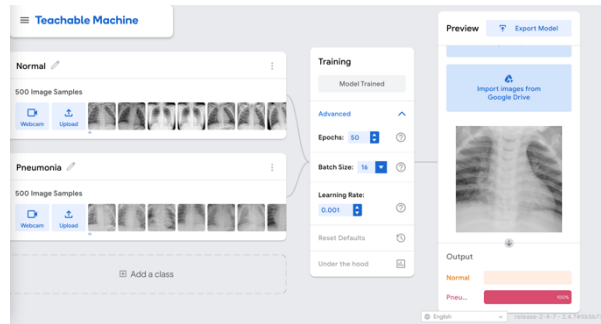 Teachable Machine
Normal
500 Image Samples
Webcam
Upload
Pneumonia
500 Image Samples
Webcam
Upload
Add a class
Training
Model Trained
Advanced
Epochs: 50
Batch Size: 16
Learning Rate:
0.001
Reset Defaults
Under the hood
Preview
Export Model
Import images from
Google Drive
Output
Normal
Pneu...
100%
English